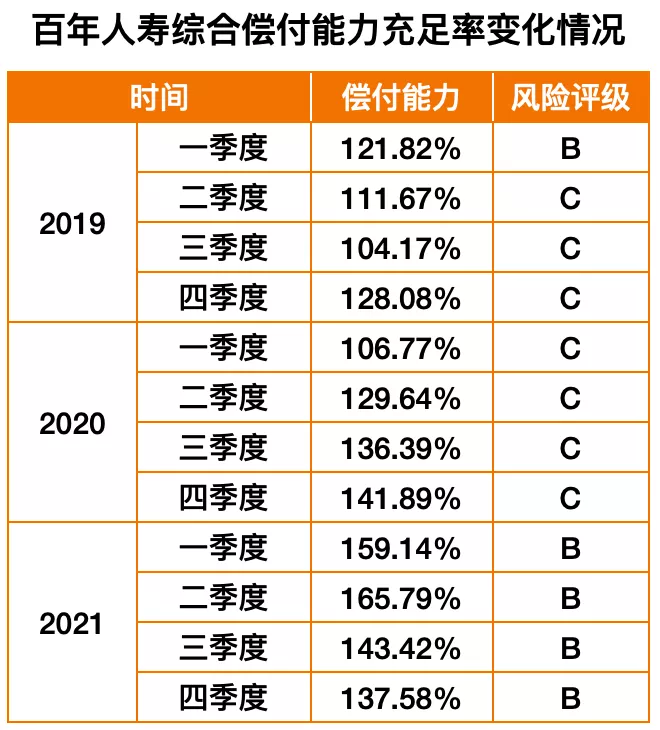 百年人寿综合偿付能力充足率变化情况
时间 偿付能力 风险评级
2019 一季度 121.82% B
二季度 111.67% C
三季度 104.17% C
四季度 128.08% C
2020 一季度 106.77% C
二季度 129.64% C
三季度 136.39% C
四季度 141.89% C
2021 一季度 159.14% B
二季度 165.79% B
三季度 143.42% B
四季度 137.58% B